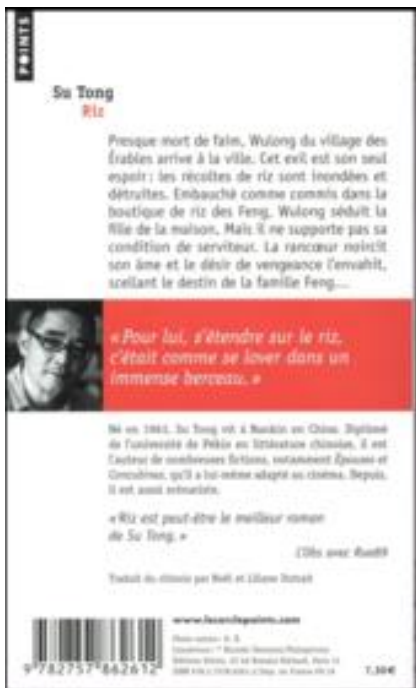 POINTS
Su Tong
Riz
Presque mort de faim, Wulong du village des
Érables arrive à la ville. Cet exil est son seul
espoir : les récoltes de riz sont inondées et
détruites. Embauché comme commis dans la
boutique de riz des Feng, Wulong séduit la
fille de la maison. Mais il ne supporte pas sa
condition de serviteur. La rancœur noircit
son âme et le désir de vengeance l'envahit,
scellant le destin de la famille Feng...
« Pour lui, s'étendre sur le riz,
c'était comme se lover dans un
immense berceau. »
Né en 1963, Su Tong vit à Nankin en Chine. Diplômé
de l'université de Pékin en littérature chinoise, il est
l'auteur de nombreuses fictions, notamment Épouses et
Concubines, qu'il a lui-même adapté au cinéma. Depuis,
il est aussi scénariste.
« Riz est peut-être le meilleur roman
de Su Tong. »
Traduit du chinois par Noël et Liliane Dutrait
www.lecerclepoints.com
9 782757 862612
7,30€